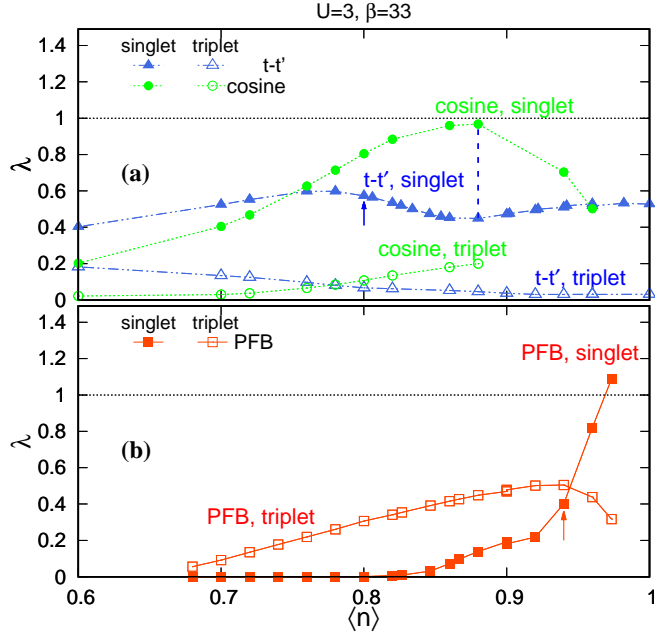 U=3, β=33
1.4
singlet triplet
t-t'
1.2
cosine
1
cosine, singlet
0.8
λ
(a)
t-t′, singlet
0.6
0.4
cosine, triplet
0.2
t-t′, triplet
0
1.4
singlet triplet
PFB
PFB, singlet
1.2
1
0.8
λ
(b)
0.6
PFB, triplet
0.4
0.2
0
0.6 0.7 0.8 0.9 1
⟨n⟩